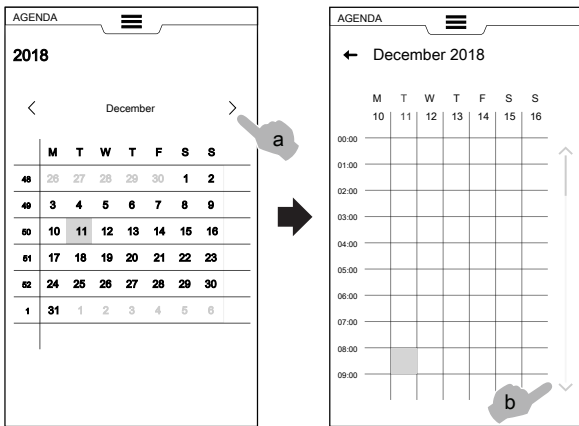 AGENDA
2018
December
a
M T W T F S S
48 26 27 28 29 30 1 2
49 3 4 5 6 7 8 9
50 10 11 12 13 14 15 16
51 17 18 19 20 21 22 23
52 24 25 26 27 28 29 30
1 31 1 2 3 4 5 6
AGENDA
December 2018
M T W T F S S
10 11 12 13 14 15 16
00:00
01:00
02:00
03:00
04:00
05:00
06:00
07:00
08:00
09:00
b